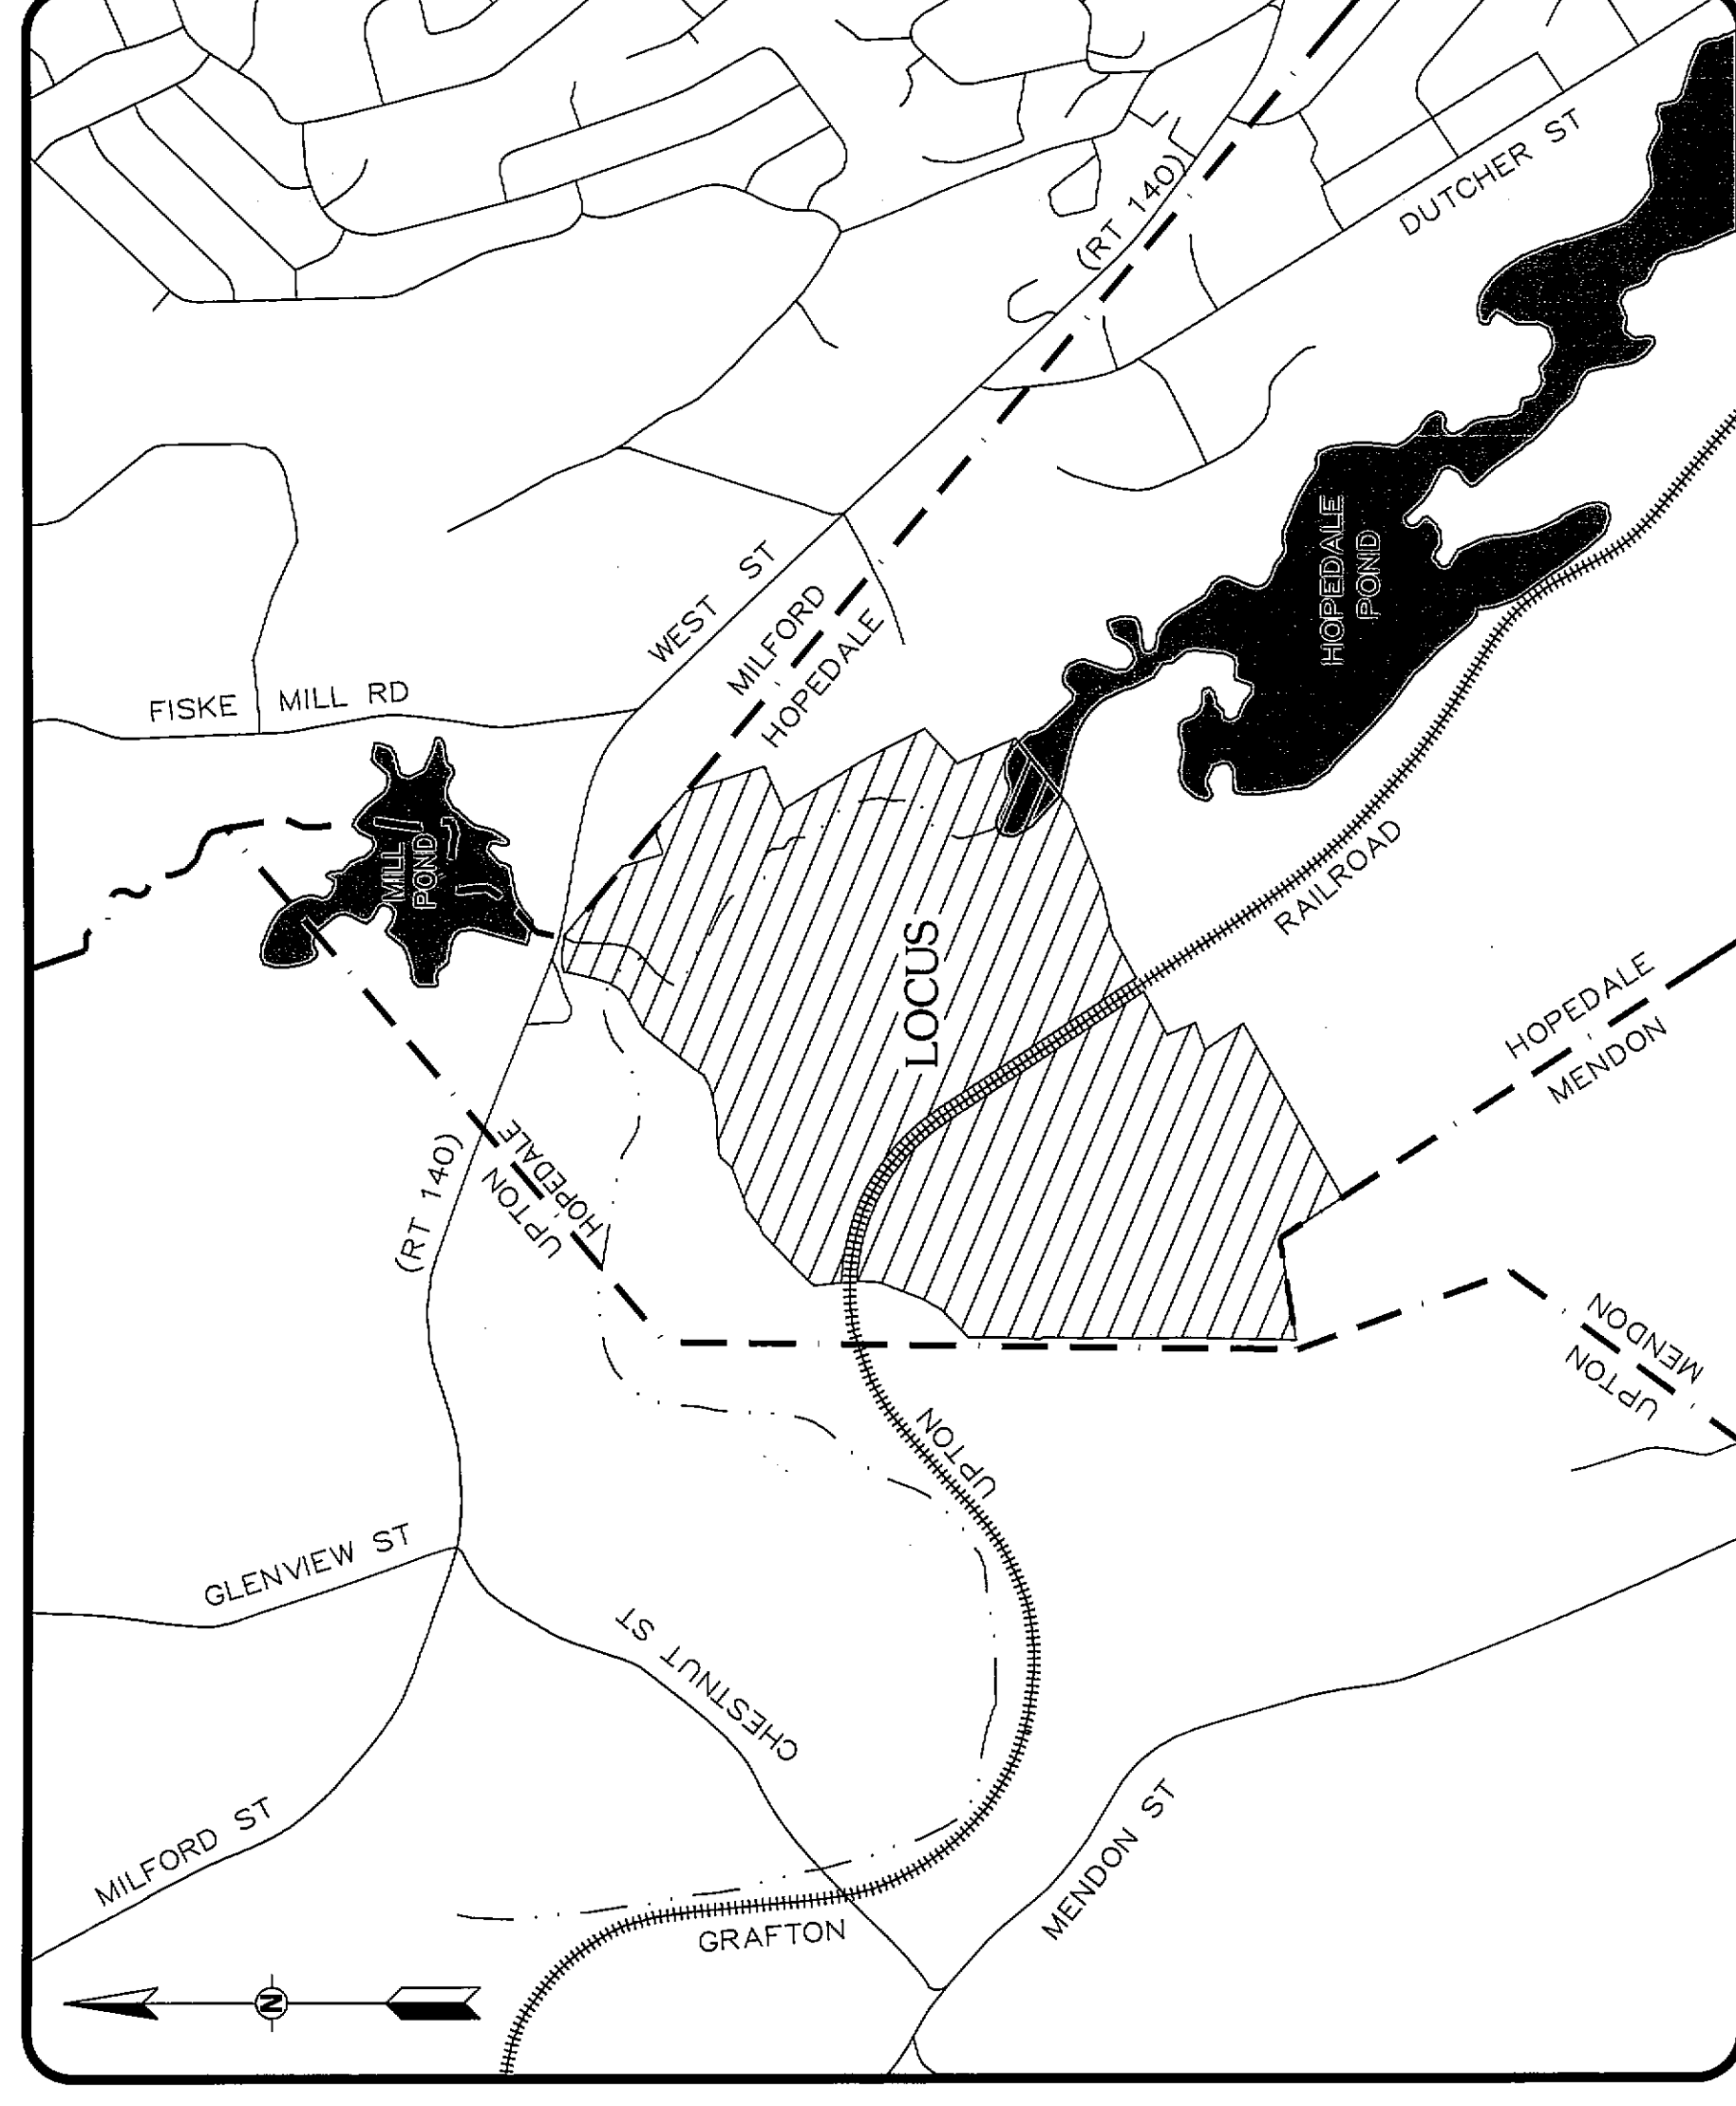 (RT 140)
DUTCHER ST
WEST ST
MILFORD
HOPEDALE
HOPEDALE
POND
FISKE MILL RD
MILL
POND
LOCUS
RAILROAD
HOPEDALE
MENDON
(RT 140)
UPTON
HOPEDALE
MENDON
UPTON
UPTON
GLENVIEW ST
CHESTNUT ST
MILFORD ST
MENDON ST
GRAFTON
N